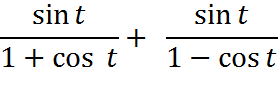 sin t / (1 + cos t) + sin t / (1 − cos t)